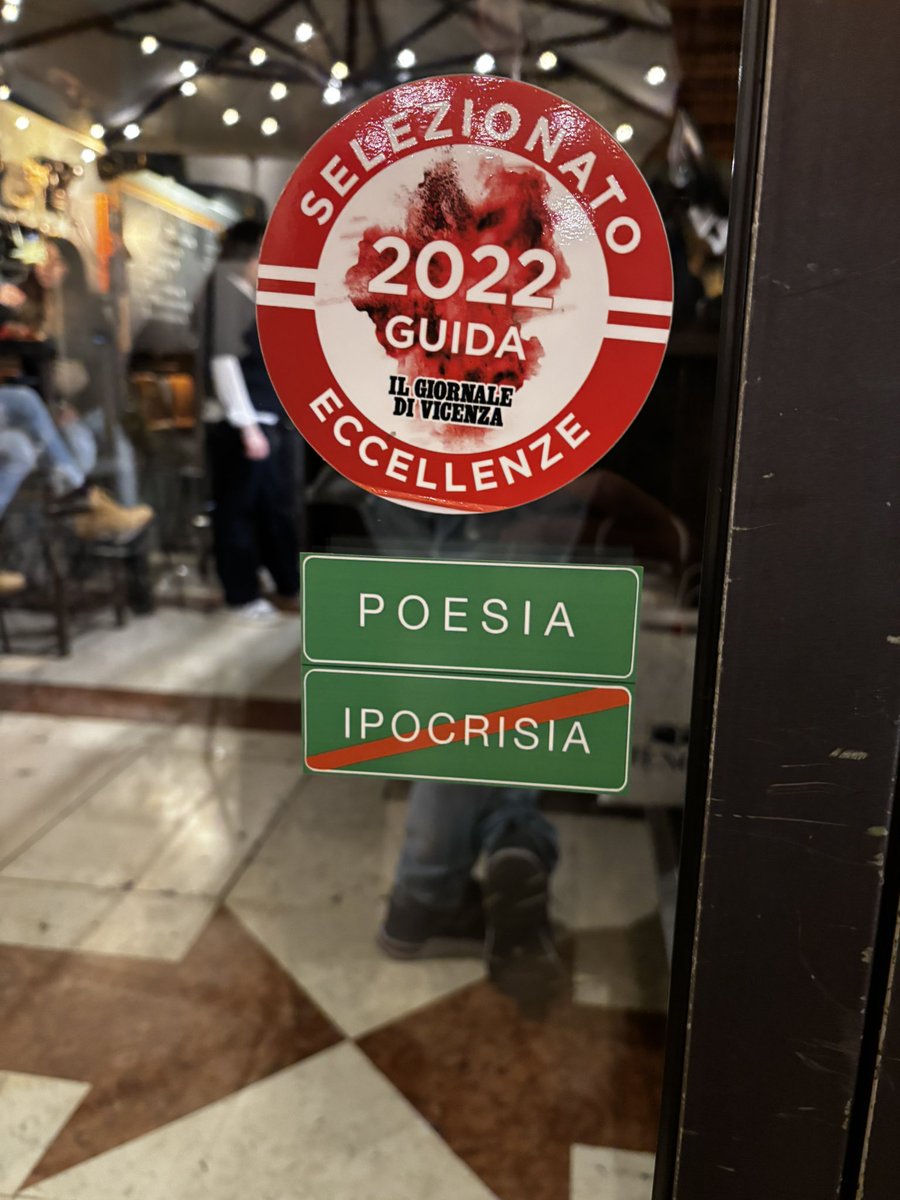 SELEZIONATO
2022
GUIDA
IL GIORNALE
DI VICENZA
ECCELLENZE
POESIA
IPOCRISIA